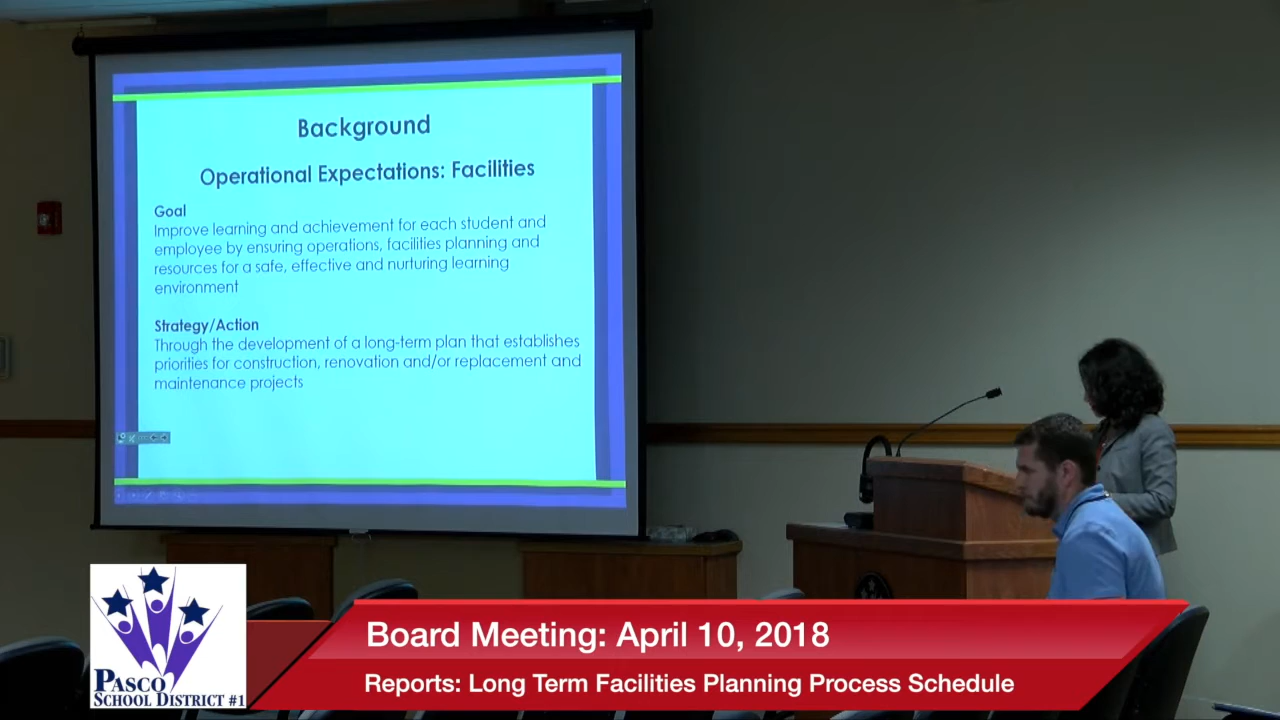 Background
Operational Expectations: Facilities
Goal
Improve learning and achievement for each student and
employee by ensuring operations, facilities planning and
resources for a safe, effective and nurturing learning
environment
Strategy/Action
Through the development of a long-term plan that establishes
priorities for construction, renovation and/or replacement and
maintenance projects
PASCO
SCHOOL DISTRICT #1
Board Meeting: April 10, 2018
Reports: Long Term Facilities Planning Process Schedule